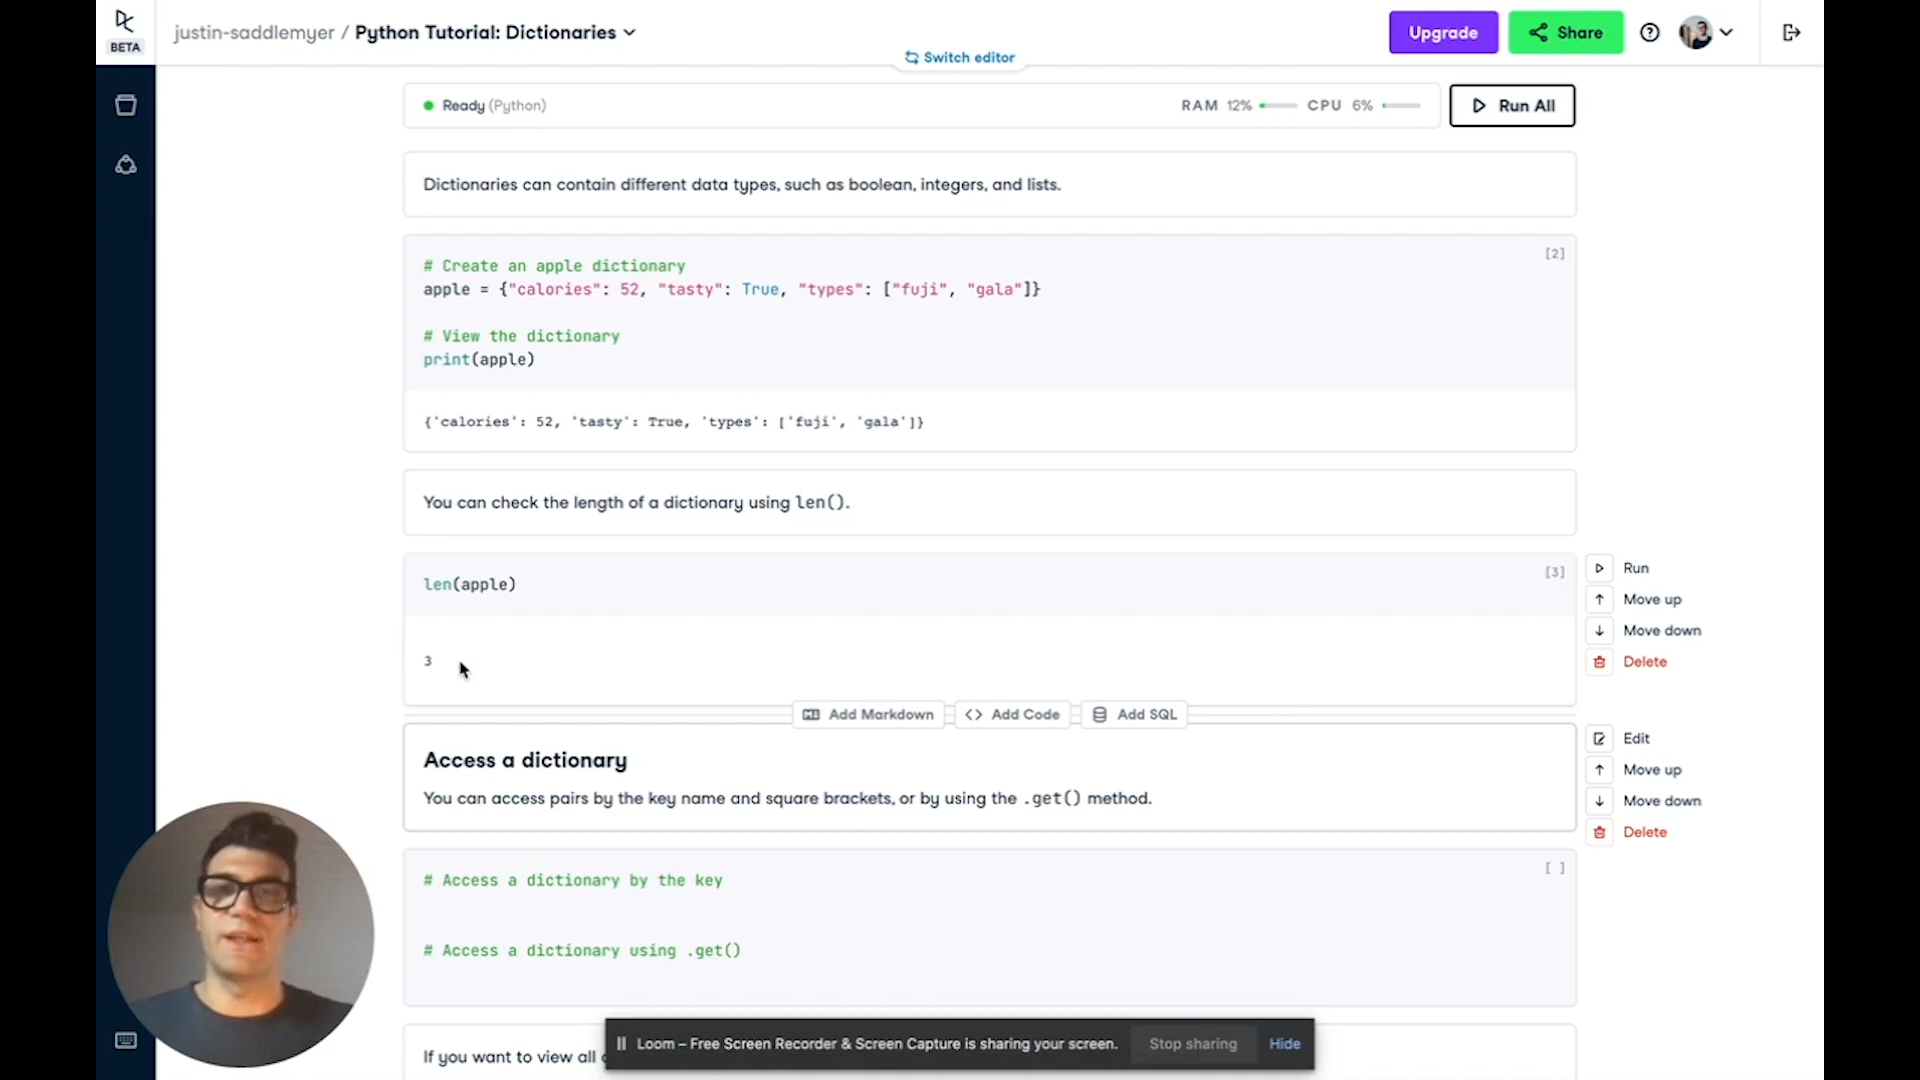 BETA
justin-saddlemyer / Python Tutorial: Dictionaries
Upgrade
Share
Switch editor
Ready (Python)
RAM 12% CPU 6%
Run All
Dictionaries can contain different data types, such as boolean, integers, and lists.
[2]
# Create an apple dictionary
apple = {"calories": 52, "tasty": True, "types": ["fuji", "gala"]}
# View the dictionary
print(apple)
{'calories': 52, 'tasty': True, 'types': ['fuji', 'gala']}
You can check the length of a dictionary using len().
[3]
len(apple)
3
Run
Move up
Move down
Delete
Add Markdown
Add Code
Add SQL
Access a dictionary
You can access pairs by the key name and square brackets, or by using the .get() method.
Edit
Move up
Move down
Delete
[ ]
# Access a dictionary by the key
# Access a dictionary using .get()
If you want to view all
Loom – Free Screen Recorder & Screen Capture is sharing your screen.
Stop sharing
Hide